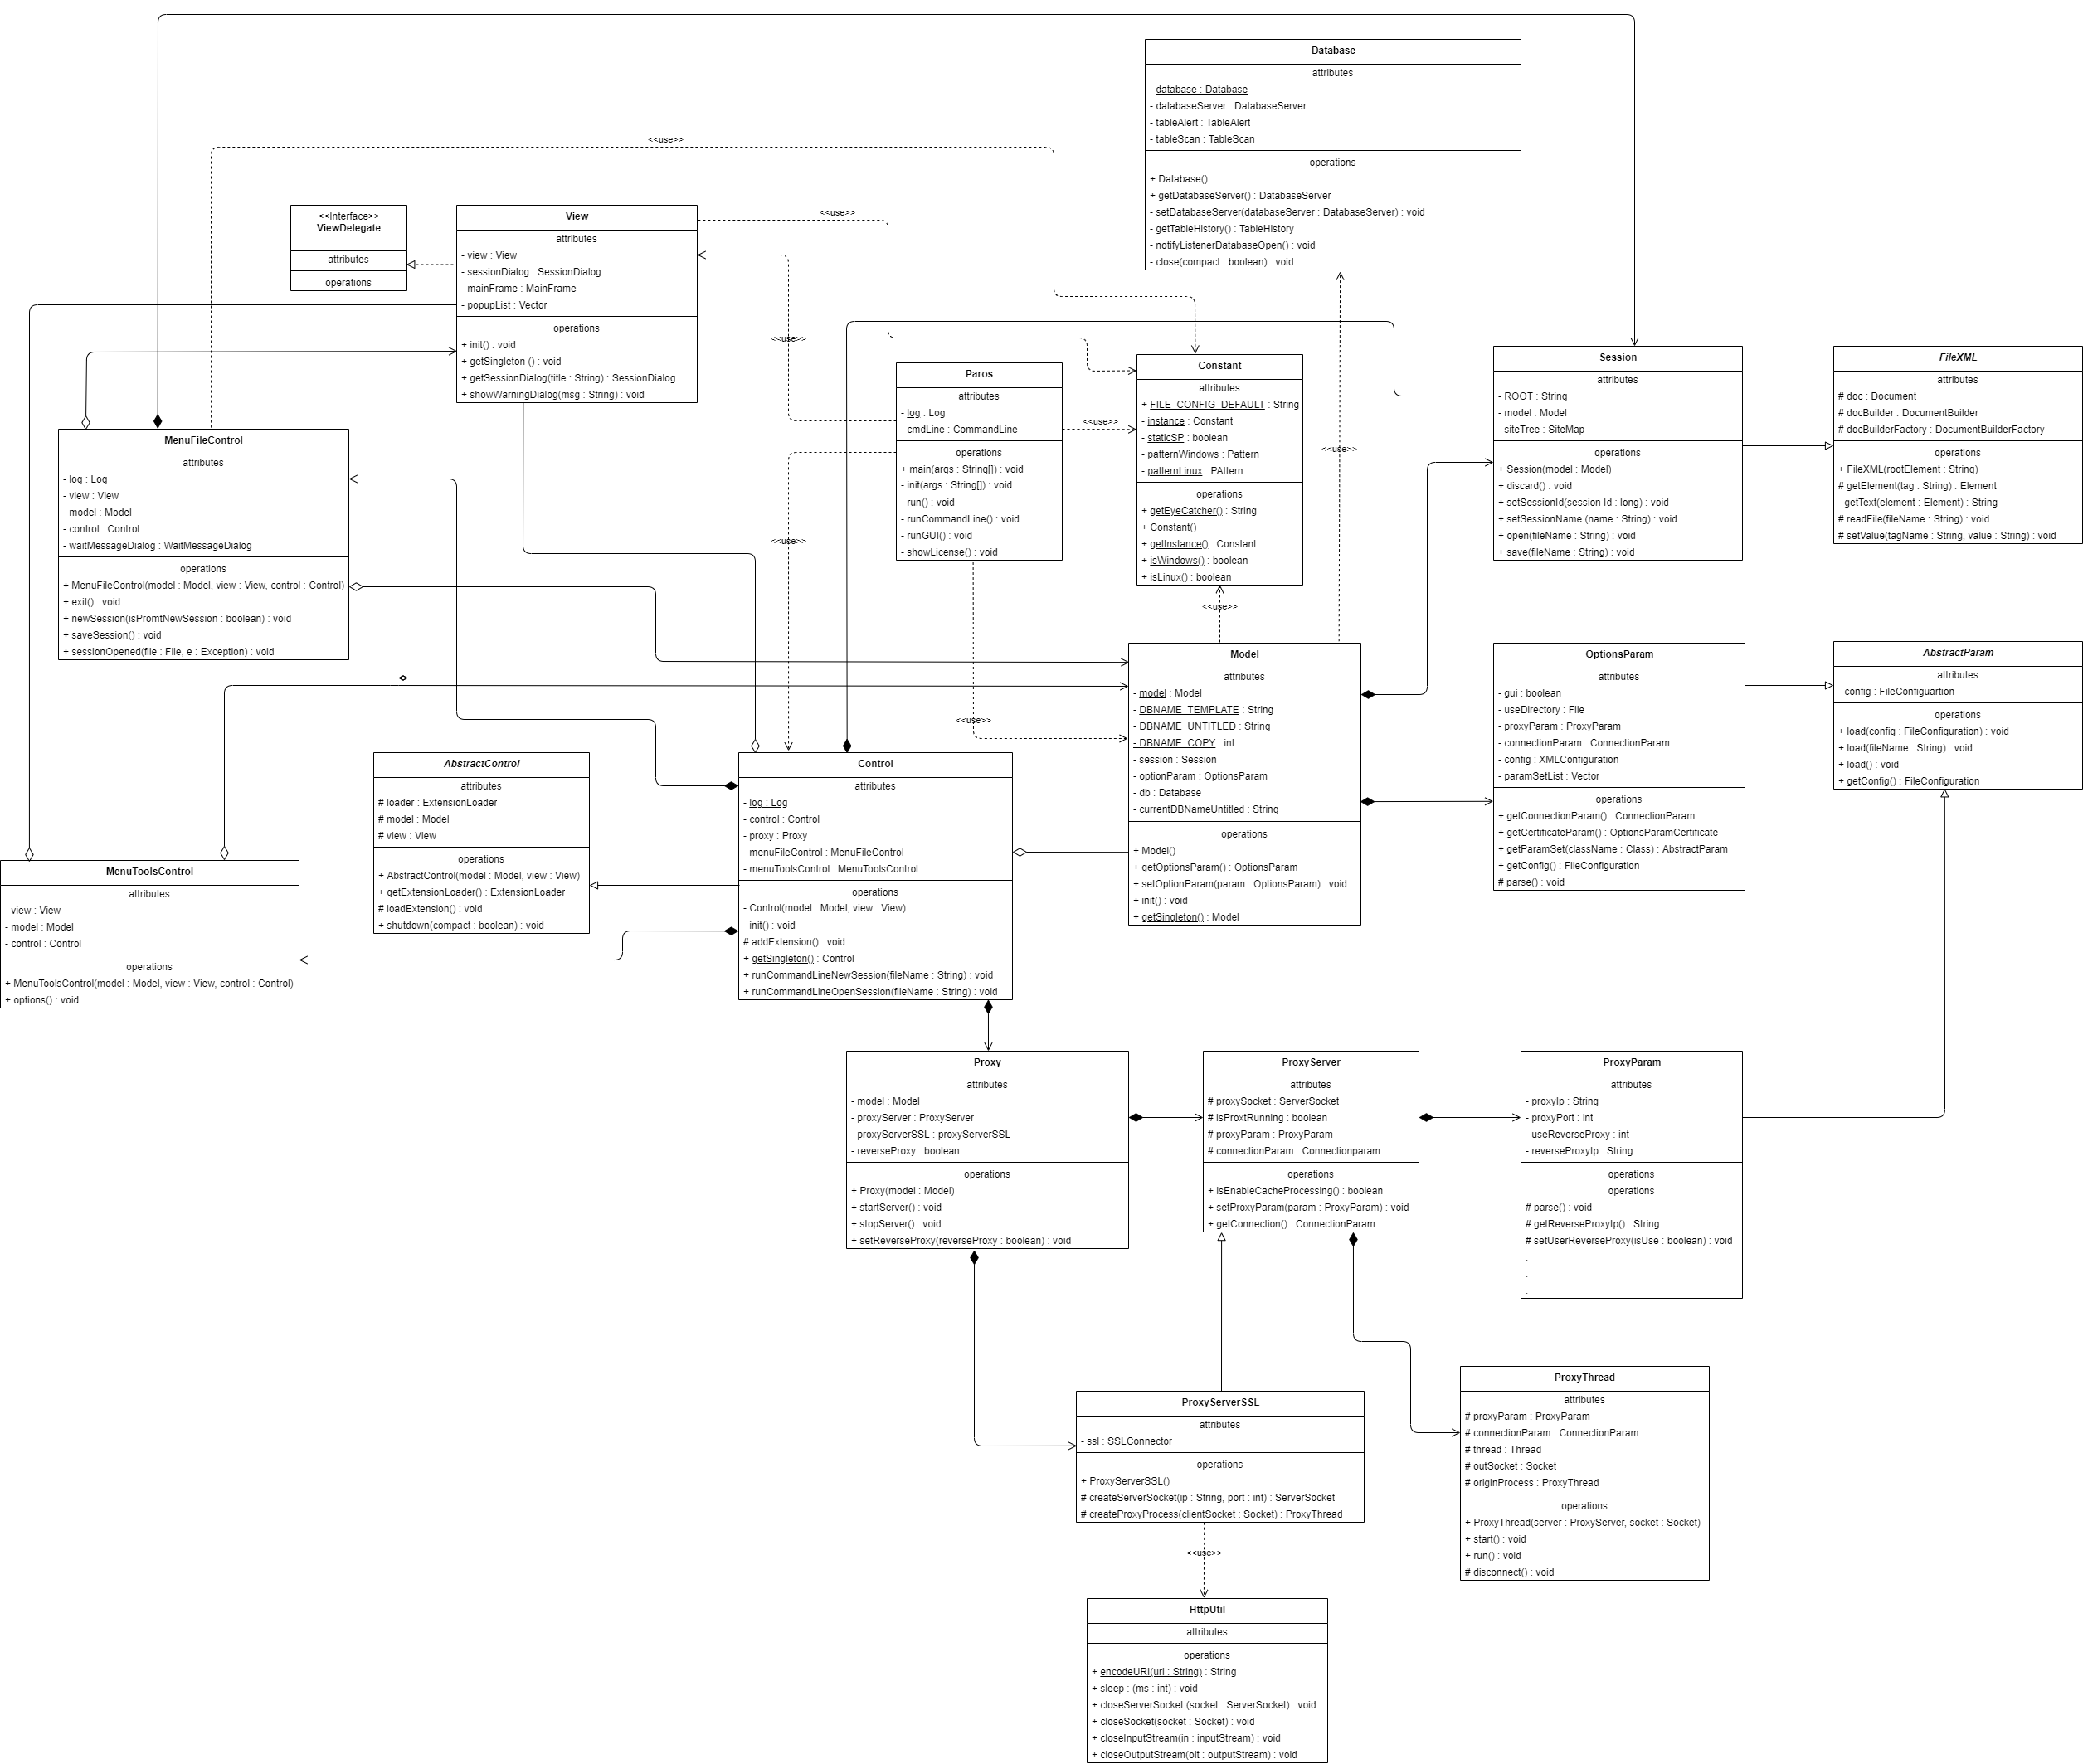 Database
attributes
- database : Database
- databaseServer : DatabaseServer
- tableAlert : TableAlert
- tableScan : TableScan
operations
+ Database()
+ getDatabaseServer() : DatabaseServer
- setDatabaseServer(databaseServer : DatabaseServer) : void
- getTableHistory() : TableHistory
- notifyListenerDatabaseOpen() : void
- close(compact : boolean) : void
<<use>>
<<Interface>>
ViewDelegate
attributes
operations
View
attributes
- view : View
- sessionDialog : SessionDialog
- mainFrame : MainFrame
- popupList : Vector
operations
+ init() : void
+ getSingleton () : void
+ getSessionDialog(title : String) : SessionDialog
+ showWarningDialog(msg : String) : void
<<use>>
<<use>>
Paros
attributes
- log : Log
- cmdLine : CommandLine
operations
+ main(args : String[]) : void
- init(args : String[]) : void
- run() : void
- runCommandLine() : void
- runGUI() : void
- showLicense() : void
<<use>>
<<use>>
Constant
attributes
+ FILE_CONFIG_DEFAULT : String
- instance : Constant
- staticSP : boolean
- patternWindows : Pattern
- patternLinux : PAttern
operations
+ getEyeCatcher() : String
+ Constant()
+ getInstance() : Constant
+ isWindows() : boolean
+ isLinux() : boolean
<<use>>
<<use>>
Session
attributes
- ROOT : String
- model : Model
- siteTree : SiteMap
operations
+ Session(model : Model)
+ discard() : void
+ setSessionId(session Id : long) : void
+ setSessionName (name : String) : void
+ open(fileName : String) : void
+ save(fileName : String) : void
FileXML
attributes
# doc : Document
# docBuilder : DocumentBuilder
# docBuilderFactory : DocumentBuilderFactory
operations
+ FileXML(rootElement : String)
# getElement(tag : String) : Element
- getText(element : Element) : String
# readFile(fileName : String) : void
# setValue(tagName : String, value : String) : void
MenuFileControl
attributes
- log : Log
- view : View
- model : Model
- control : Control
- waitMessageDialog : WaitMessageDialog
operations
+ MenuFileControl(model : Model, view : View, control : Control)
+ exit() : void
+ newSession(isPromtNewSession : boolean) : void
+ saveSession() : void
+ sessionOpened(file : File, e : Exception) : void
<<use>>
Model
attributes
- model : Model
- DBNAME_TEMPLATE : String
- DBNAME_UNTITLED : String
- DBNAME_COPY : int
- session : Session
- optionParam : OptionsParam
- db : Database
- currentDBNameUntitled : String
operations
+ Model()
+ getOptionsParam() : OptionsParam
+ setOptionParam(param : OptionsParam) : void
+ init() : void
+ getSingleton() : Model
OptionsParam
attributes
- gui : boolean
- useDirectory : File
- proxyParam : ProxyParam
- connectionParam : ConnectionParam
- config : XMLConfiguration
- paramSetList : Vector
operations
+ getConnectionParam() : ConnectionParam
+ getCertificateParam() : OptionsParamCertificate
+ getParamSet(className : Class) : AbstractParam
+ getConfig() : FileConfiguration
# parse() : void
AbstractParam
attributes
- config : FileConfiguartion
operations
+ load(config : FileConfiguration) : void
+ load(fileName : String) : void
+ load() : void
+ getConfig() : FileConfiguration
AbstractControl
attributes
# loader : ExtensionLoader
# model : Model
# view : View
operations
+ AbstractControl(model : Model, view : View)
+ getExtensionLoader() : ExtensionLoader
# loadExtension() : void
+ shutdown(compact : boolean) : void
Control
attributes
- log : Log
- control : Control
- proxy : Proxy
- menuFileControl : MenuFileControl
- menuToolsControl : MenuToolsControl
operations
- Control(model : Model, view : View)
- init() : void
# addExtension() : void
+ getSingleton() : Control
+ runCommandLineNewSession(fileName : String) : void
+ runCommandLineOpenSession(fileName : String) : void
MenuToolsControl
attributes
- view : View
- model : Model
- control : Control
operations
+ MenuToolsControl(model : Model, view : View, control : Control)
+ options() : void
Proxy
attributes
- model : Model
- proxyServer : ProxyServer
- proxyServerSSL : proxyServerSSL
- reverseProxy : boolean
operations
+ Proxy(model : Model)
+ startServer() : void
+ stopServer() : void
+ setReverseProxy(reverseProxy : boolean) : void
ProxyServer
attributes
# proxySocket : ServerSocket
# isProxtRunning : boolean
# proxyParam : ProxyParam
# connectionParam : Connectionparam
operations
+ isEnableCacheProcessing() : boolean
+ setProxyParam(param : ProxyParam) : void
+ getConnection() : ConnectionParam
ProxyParam
attributes
- proxyIp : String
- proxyPort : int
- useReverseProxy : int
- reverseProxyIp : String
operations
operations
# parse() : void
# getReverseProxyIp() : String
# setUserReverseProxy(isUse : boolean) : void
.
.
.
ProxyServerSSL
attributes
- ssl : SSLConnector
operations
+ ProxyServerSSL()
# createServerSocket(ip : String, port : int) : ServerSocket
# createProxyProcess(clientSocket : Socket) : ProxyThread
ProxyThread
attributes
# proxyParam : ProxyParam
# connectionParam : ConnectionParam
# thread : Thread
# outSocket : Socket
# originProcess : ProxyThread
operations
+ ProxyThread(server : ProxyServer, socket : Socket)
+ start() : void
+ run() : void
# disconnect() : void
<<use>>
HttpUtil
attributes
operations
+ encodeURI(uri : String) : String
+ sleep : (ms : int) : void
+ closeServerSocket (socket : ServerSocket) : void
+ closeSocket(socket : Socket) : void
+ closeInputStream(in : inputStream) : void
+ closeOutputStream(oit : outputStream) : void